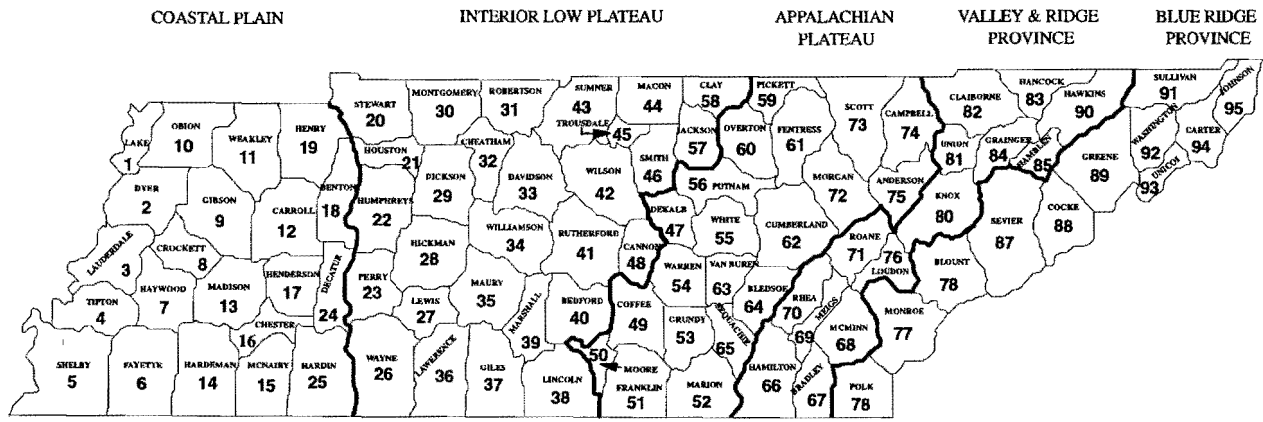 COASTAL PLAIN
INTERIOR LOW PLATEAU
APPALACHIAN
PLATEAU
VALLEY & RIDGE
PROVINCE
BLUE RIDGE
PROVINCE
LAKE
1
DYER
2
LAUDERDALE
3
TIPTON
4
SHELBY
5
FAYETTE
6
HAYWOOD
7
CROCKETT
8
GIBSON
9
OBION
10
WEAKLEY
11
CARROLL
12
MADISON
13
HARDEMAN
14
MCNAIRY
15
CHESTER
16
HENDERSON
17
BENTON
18
HENRY
19
STEWART
20
HOUSTON
21
HUMPHREYS
22
PERRY
23
DECATUR
24
HARDIN
25
WAYNE
26
LEWIS
27
HICKMAN
28
DICKSON
29
MONTGOMERY
30
ROBERTSON
31
CHEATHAM
32
DAVIDSON
33
WILLIAMSON
34
MAURY
35
LAWERENCE
36
GILES
37
LINCOLN
38
MARSHALL
39
BEDFORD
40
RUTHERFORD
41
WILSON
42
SUMNER
43
MACON
44
TROUSDALE
45
SMITH
46
DEKALB
47
CANNON
48
COFFEE
49
50
MOORE
FRANKLIN
51
MARION
52
GRUNDY
53
WARREN
54
WHITE
55
56
PUTNAM
JACKSON
57
CLAY
58
PICKETT
59
OVERTON
60
FENTRESS
61
CUMBERLAND
62
VAN BUREN
63
BLEDSOE
64
SEQUACHIE
65
HAMILTON
66
BRADLEY
67
MCMINN
68
MEIGS
69
RHEA
70
ROANE
71
MORGAN
72
SCOTT
73
CAMPBELL
74
ANDERSON
75
76
LOUDON
MONROE
77
BLOUNT
78
POLK
78
KNOX
80
UNION
81
CLAIBORNE
82
HANCOCK
83
GRAINGER
84
HAMBLEN
85
SEVIER
87
COCKE
88
GREENE
89
HAWKINS
90
SULLIVAN
91
WASHINGTON
92
UNICOI
93
CARTER
94
JOHNSON
95